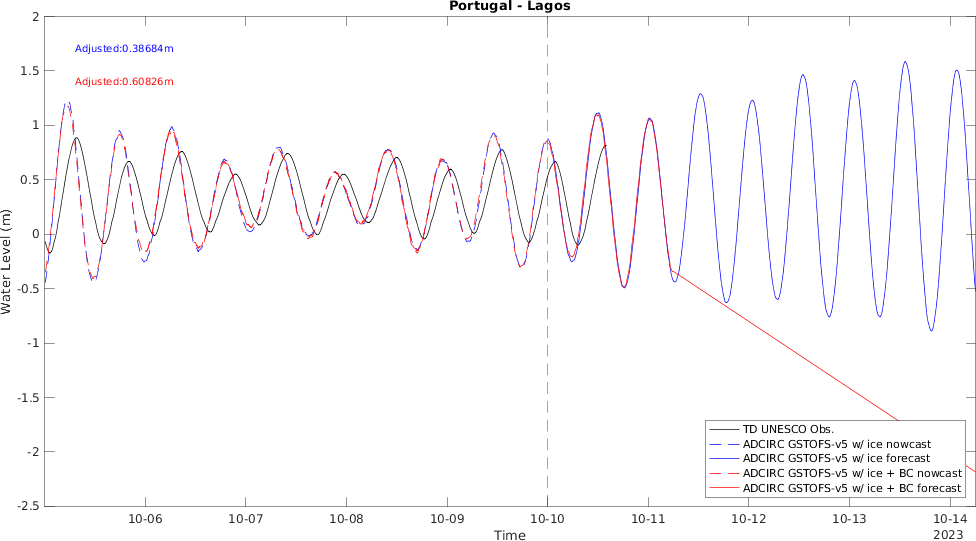 Portugal - Lagos
Adjusted:0.38684m
Adjusted:0.60826m
Water Level (m)
2
1.5
1
0.5
0
-0.5
-1
-1.5
-2
-2.5
TD UNESCO Obs.
ADCIRC GSTOFS-v5 w/ ice nowcast
ADCIRC GSTOFS-v5 w/ ice forecast
ADCIRC GSTOFS-v5 w/ ice + BC nowcast
ADCIRC GSTOFS-v5 w/ ice + BC forecast
10-06 10-07 10-08 10-09 10-10 10-11 10-12 10-13 10-14
Time
2023